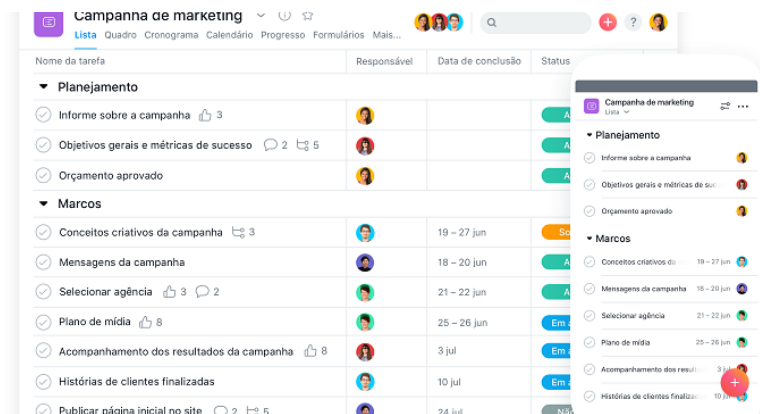 Campanha de marketing
Lista Quadro Cronograma Calendário Progresso Formulários Mais...
Nome da tarefa Responsável Data de conclusão Status
Planejamento
Informe sobre a campanha 3
Objetivos gerais e métricas de sucesso 2 5
Orçamento aprovado
Marcos
Conceitos criativos da campanha 3 19 – 27 jun
Mensagens da campanha 18 – 20 jun
Selecionar agência 3 2 21 – 22 jun
Plano de mídia 8 25 – 26 jun Em
Acompanhamento dos resultados da campanha 8 3 jul Em
Histórias de clientes finalizadas 10 jul Em
Publicar página inicial no site 2 5 24 jul
Campanha de marketing
Lista
Planejamento
Informe sobre a campanha
Objetivos gerais e métricas de
Orçamento aprovado
Marcos
Conceitos criativos 19 – 27 jun
Mensagens da campanha 18 – 20 jun
Selecionar agência 21 – 22 jun
Plano de mídia 25 – 26 jun
Acompanhamento dos 3
Histórias de clientes 10